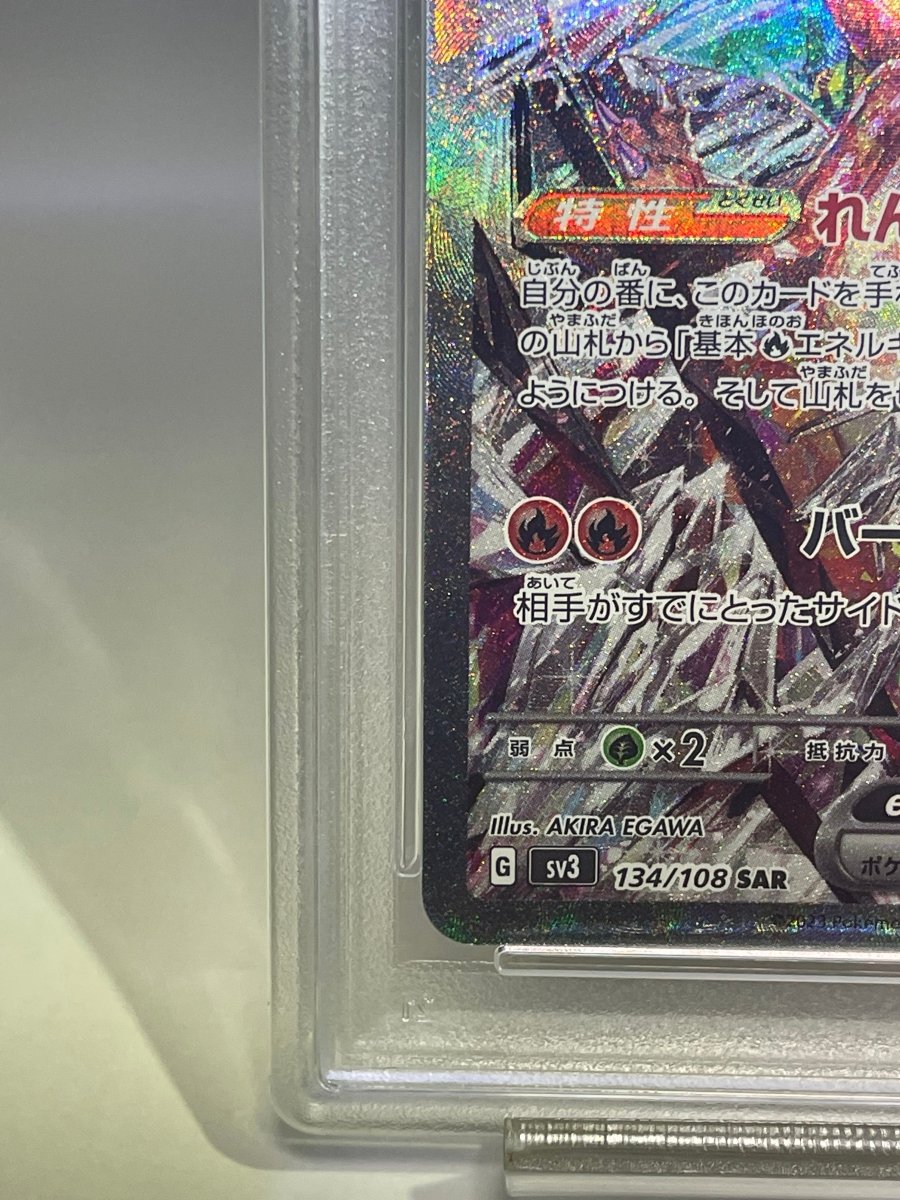 特性
とくせい
れん
じぶん ばん てふ
自分の番に、このカードを手
やまふだ きほんほのお
の山札から「基本 エネルギ
やまふだ
ようにつける。そして山札を
バー
あいて
相手がすでにとったサイド
弱点 ×2 抵抗力
Illus. AKIRA EGAWA
G sv3 134/108 SAR
ポケ
©2023 Pokémo